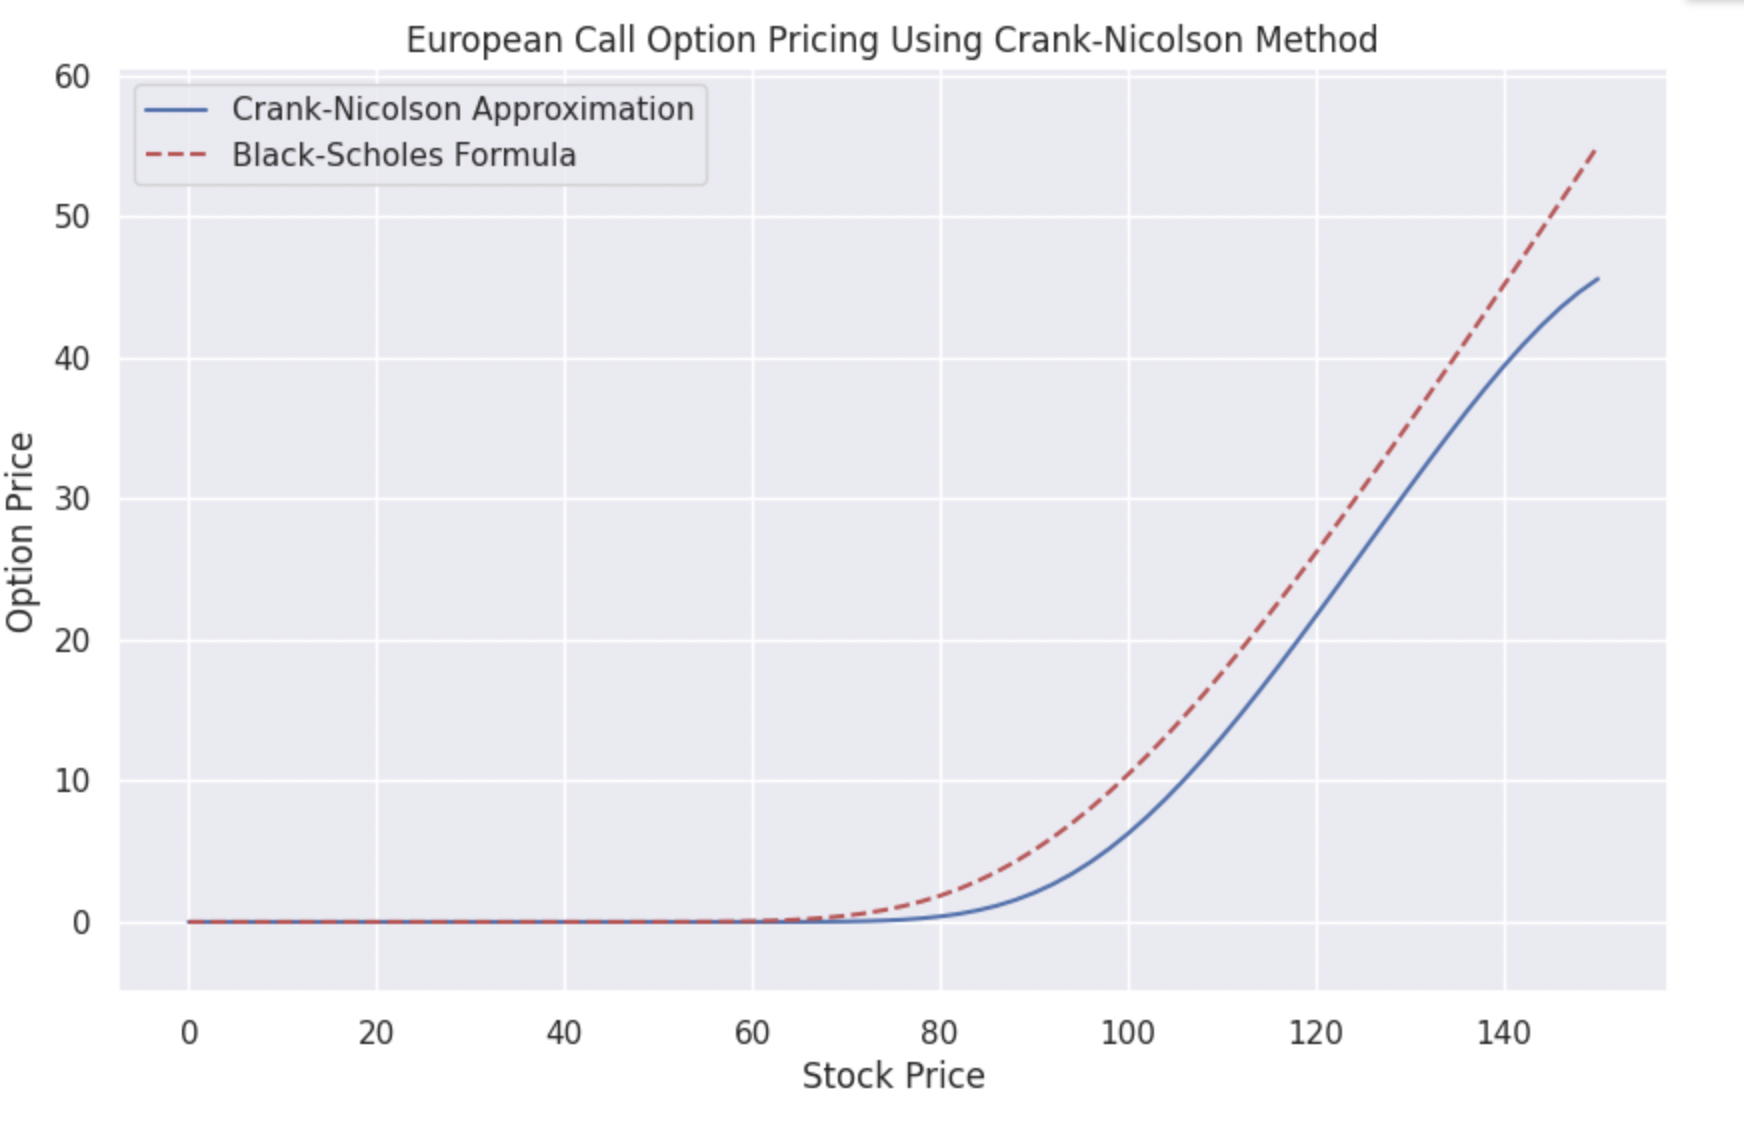 European Call Option Pricing Using Crank-Nicolson Method
Crank-Nicolson Approximation
Black-Scholes Formula
60
50
40
30
20
10
0
Option Price
0 20 40 60 80 100 120 140
Stock Price